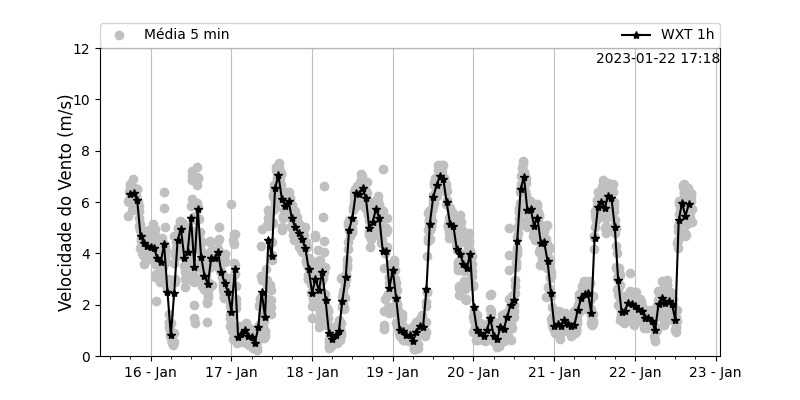 Média 5 min
WXT 1h
2023-01-22 17:18
Velocidade do Vento (m/s)
12
10
8
6
4
2
0
16 - Jan 17 - Jan 18 - Jan 19 - Jan 20 - Jan 21 - Jan 22 - Jan 23 - Jan